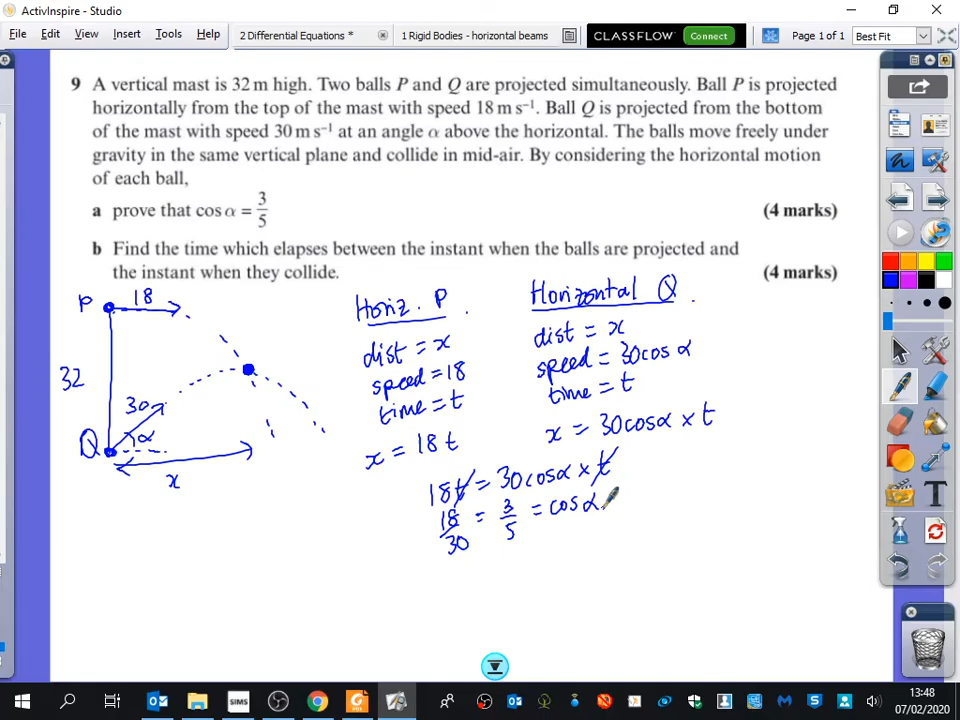 ActivInspire - Studio
File Edit View Insert Tools Help
2 Differential Equations *
1 Rigid Bodies - horizontal beams
CLASSFLOW Connect
Page 1 of 1
Best Fit
9 A vertical mast is 32 m high. Two balls P and Q are projected simultaneously. Ball P is projected
horizontally from the top of the mast with speed 18 m s⁻¹. Ball Q is projected from the bottom
of the mast with speed 30 m s⁻¹ at an angle α above the horizontal. The balls move freely under
gravity in the same vertical plane and collide in mid-air. By considering the horizontal motion
of each ball,
a prove that cos α = 3/5 (4 marks)
b Find the time which elapses between the instant when the balls are projected and
the instant when they collide. (4 marks)
P 18
32
30
Q α
x
Horiz. P
dist = x
speed = 18
time = t
x = 18 t
Horizontal Q
dist = x
speed = 30cos α
time = t
x = 30cosα × t
18t = 30cosα × t
18/30 = 3/5 = cosα
SIMS
13:48
07/02/2020